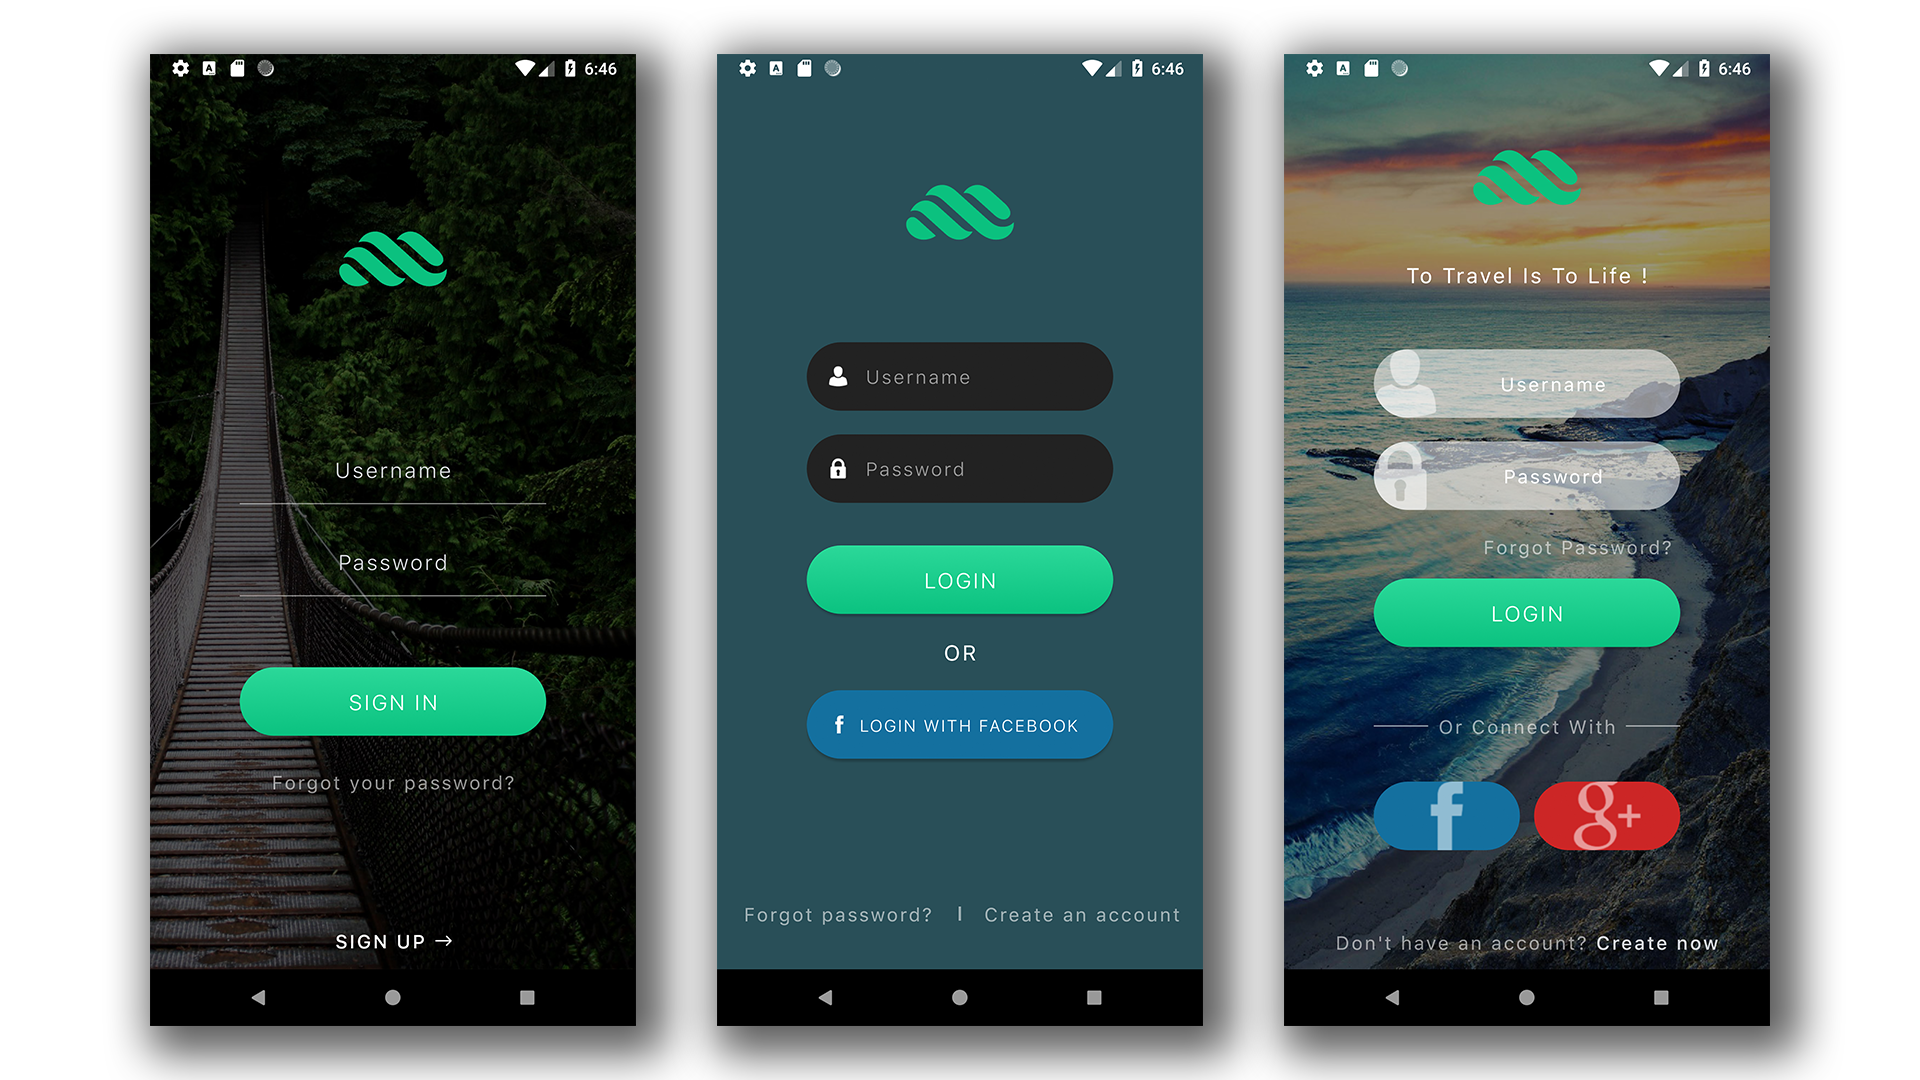 6:46
Username
Password
SIGN IN
Forgot your password?
SIGN UP →
6:46
Username
Password
LOGIN
OR
f LOGIN WITH FACEBOOK
Forgot password? | Create an account
6:46
To Travel Is To Life !
Username
Password
Forgot Password?
LOGIN
Or Connect With
f g+
Don't have an account? Create now